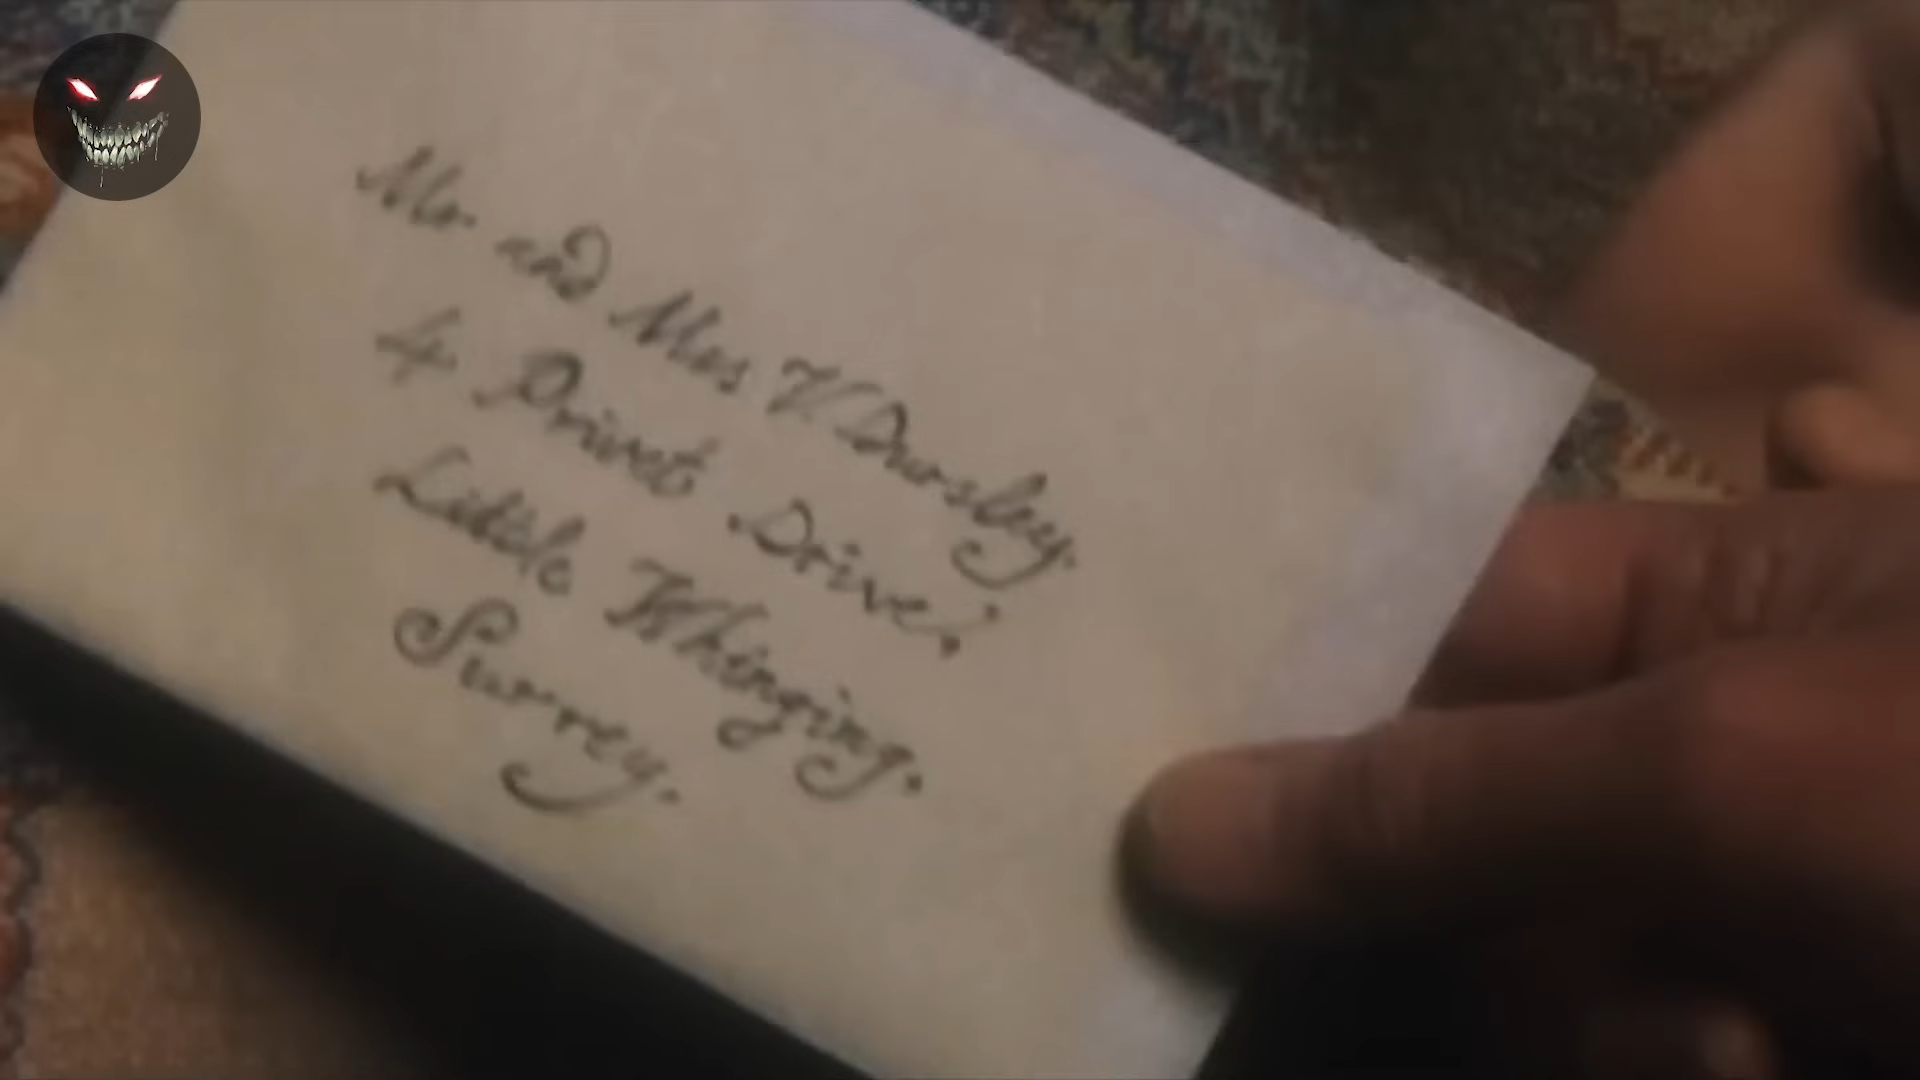 Mr and Mrs V. Dursley.
4 Privet Drive,
Little Whinging.
Surrey.